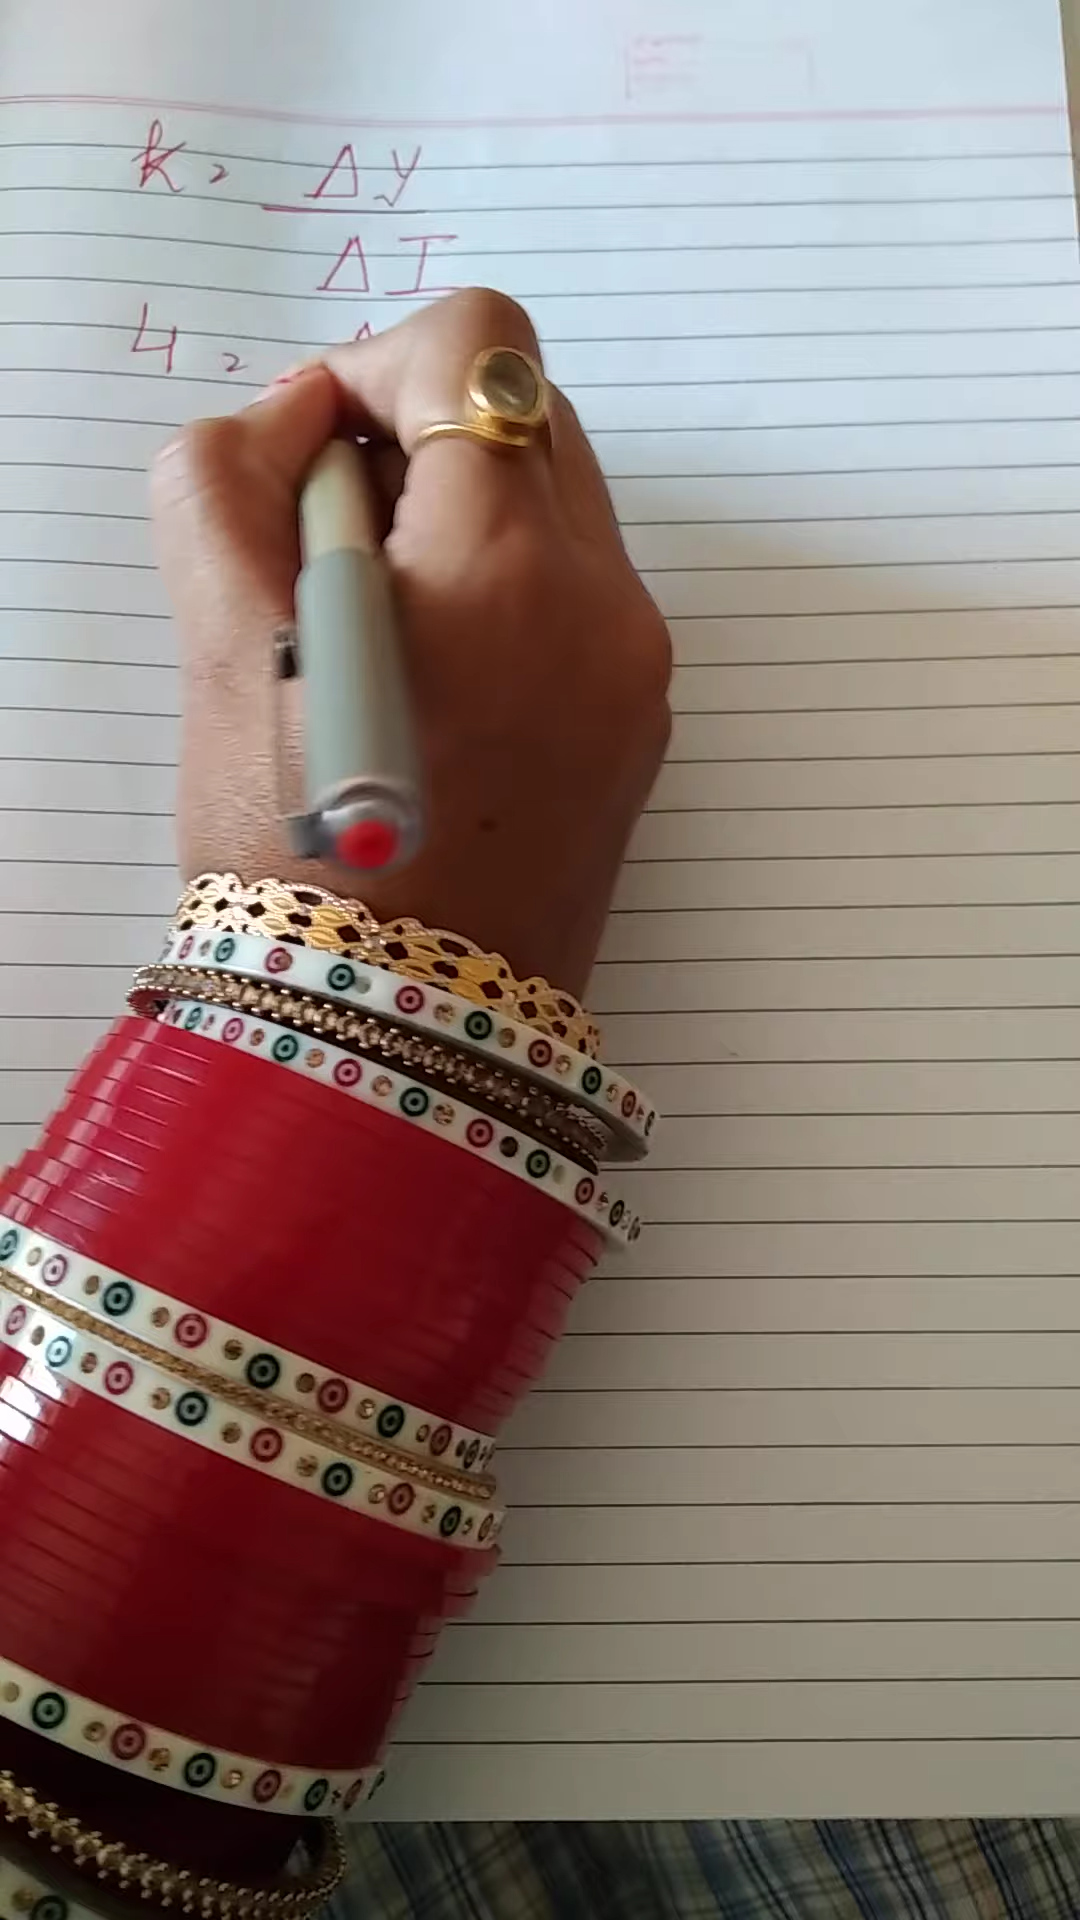 K = Δy
ΔI
4 =